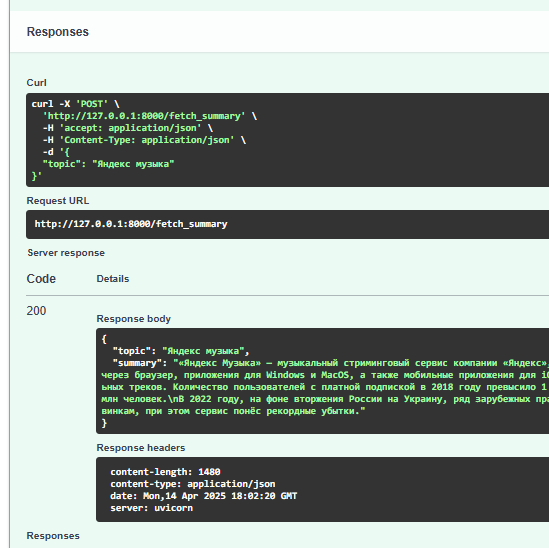 Responses
Curl
curl -X 'POST' \
'http://127.0.0.1:8000/fetch_summary' \
-H 'accept: application/json' \
-H 'Content-Type: application/json' \
-d '{
"topic": "Яндекс музыка"
}'
Request URL
http://127.0.0.1:8000/fetch_summary
Server response
Code Details
200
Response body
{
"topic": "Яндекс музыка",
"summary": "«Яндекс Музыка» — музыкальный стриминговый сервис компании «Яндекс»,
через браузер, приложения для Windows и MacOS, а также мобильные приложения для
ьных треков. Количество пользователей с платной подпиской в 2018 году превысило 1
млн человек.\nВ 2022 году, на фоне вторжения России на Украину, ряд зарубежных
винкам, при этом сервис понёс рекордные убытки."
}
Response headers
content-length: 1480
content-type: application/json
date: Mon,14 Apr 2025 18:02:20 GMT
server: uvicorn
Responses